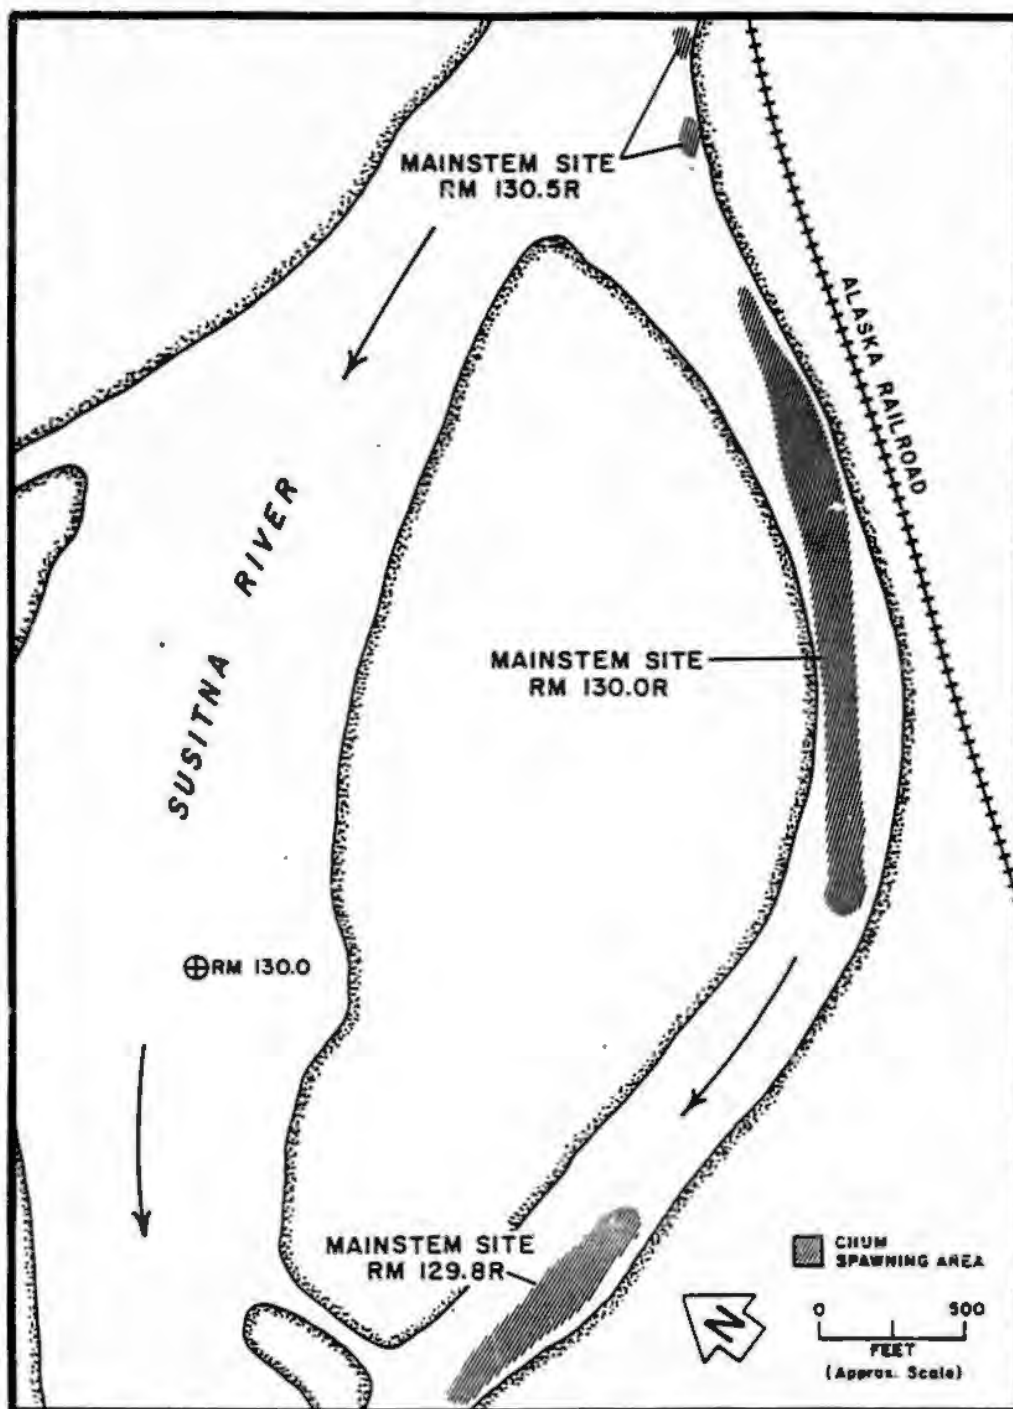 MAINSTEM SITE
RM 130.5R
ALASKA RAILROAD
SUSITNA RIVER
MAINSTEM SITE
RM 130.0R
RM 130.0
MAINSTEM SITE
RM 129.8R
CHUM
SPAWNING AREA
N
0 500
FEET
(Approx. Scale)